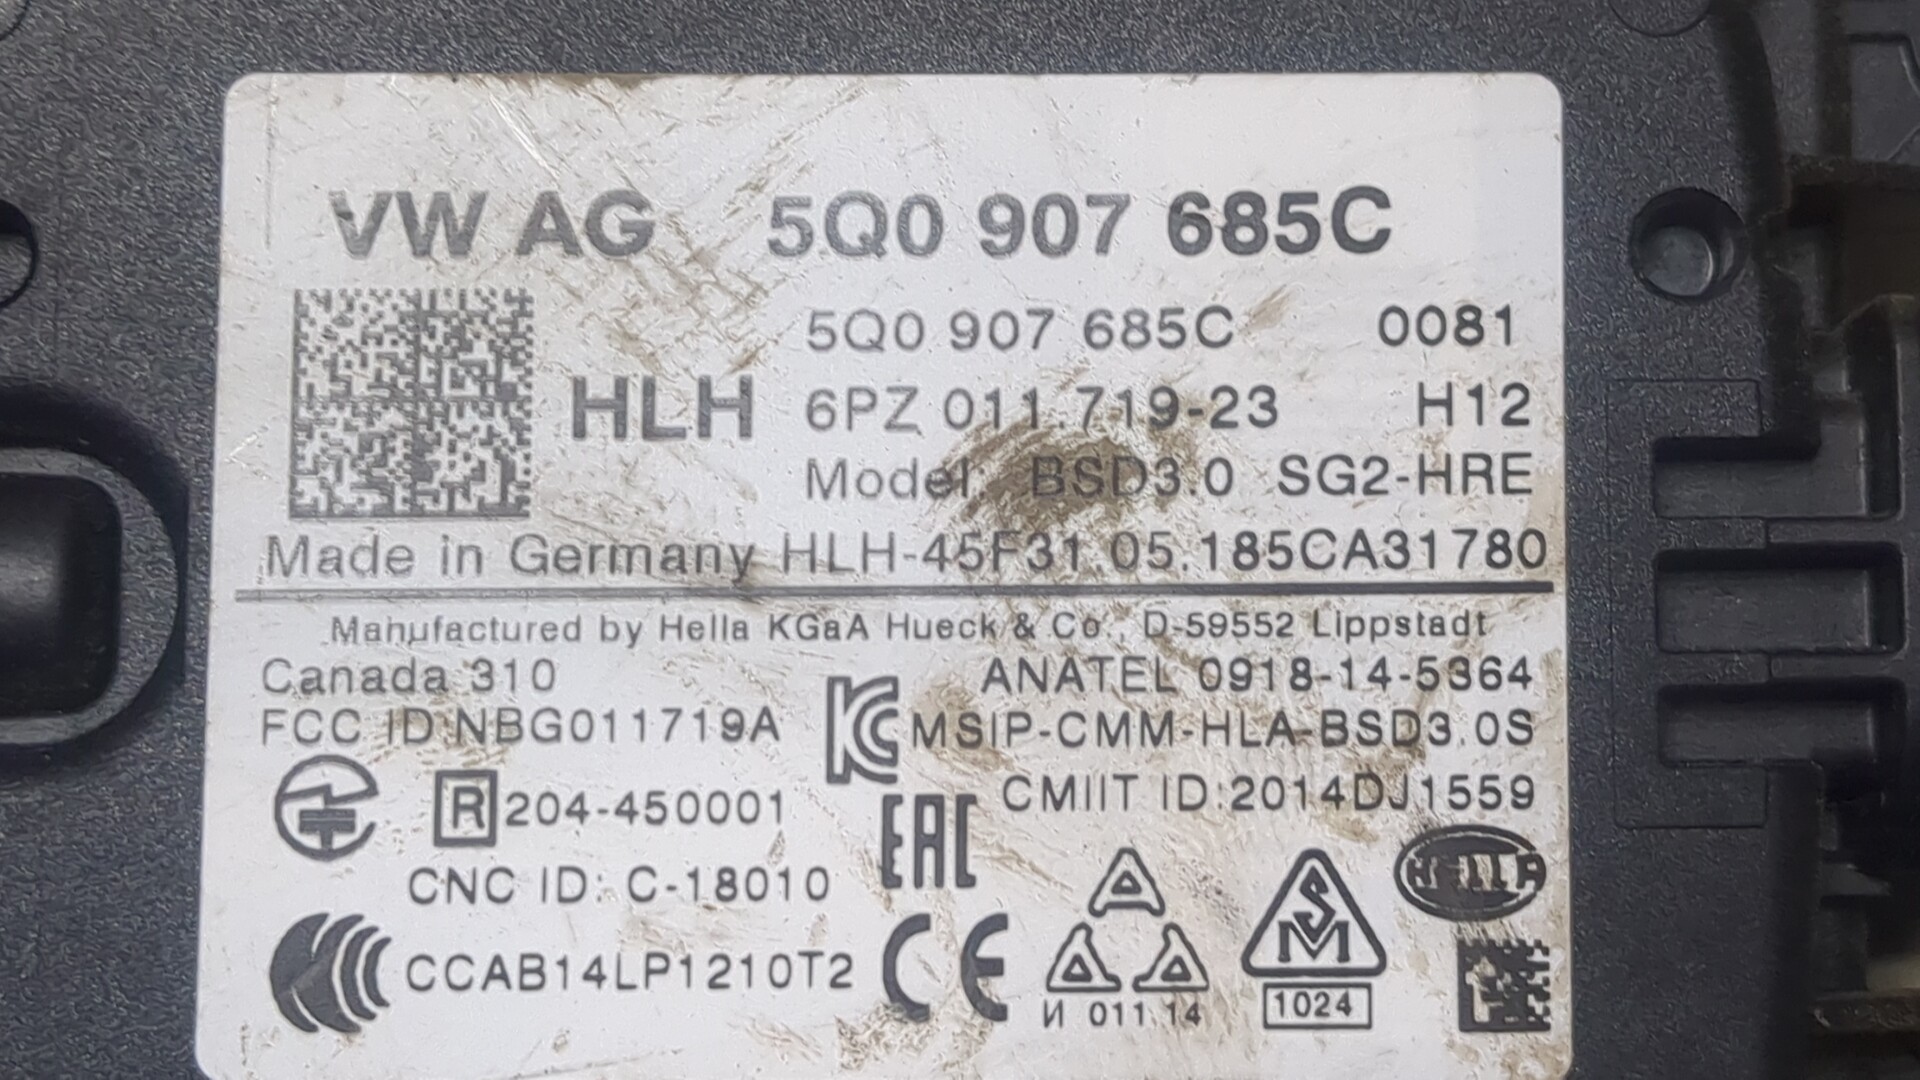 VW AG 5Q0 907 685C
5Q0 907 685C 0081
HLH 6PZ 011.719-23 H12
Model: BSD3.0 SG2-HRE
Made in Germany HLH-45F31.05.185CA31780
Manufactured by Hella KGaA Hueck & Co., D-59552 Lippstadt
Canada 310 ANATEL 0918-14-5364
FCC ID:NBG011719A KC MSIP-CMM-HLA-BSD3.0S
R 204-450001 CMIIT ID:2014DJ1559
EAC
CNC ID: C-18010 HELLA
CCAB14LP1210T2 CE SM
И 011.14 1024